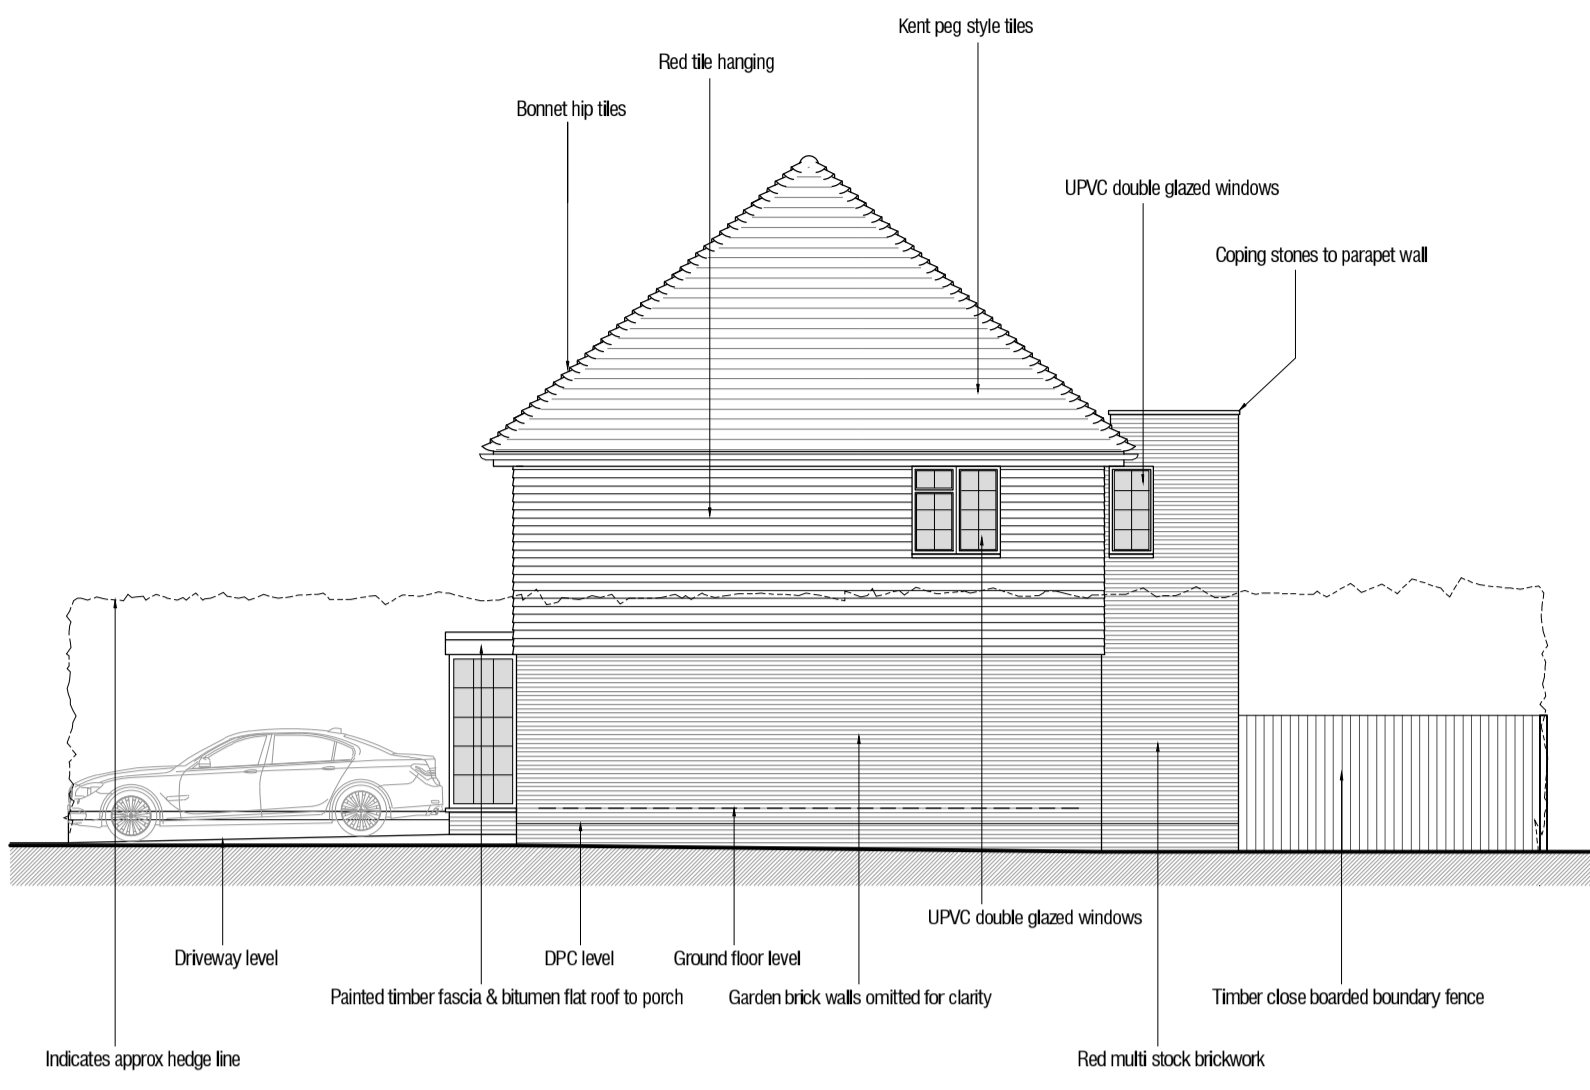 Kent peg style tiles
Red tile hanging
Bonnet hip tiles
UPVC double glazed windows
Coping stones to parapet wall
UPVC double glazed windows
Driveway level
DPC level
Ground floor level
Painted timber fascia & bitumen flat roof to porch
Garden brick walls omitted for clarity
Timber close boarded boundary fence
Indicates approx hedge line
Red multi stock brickwork